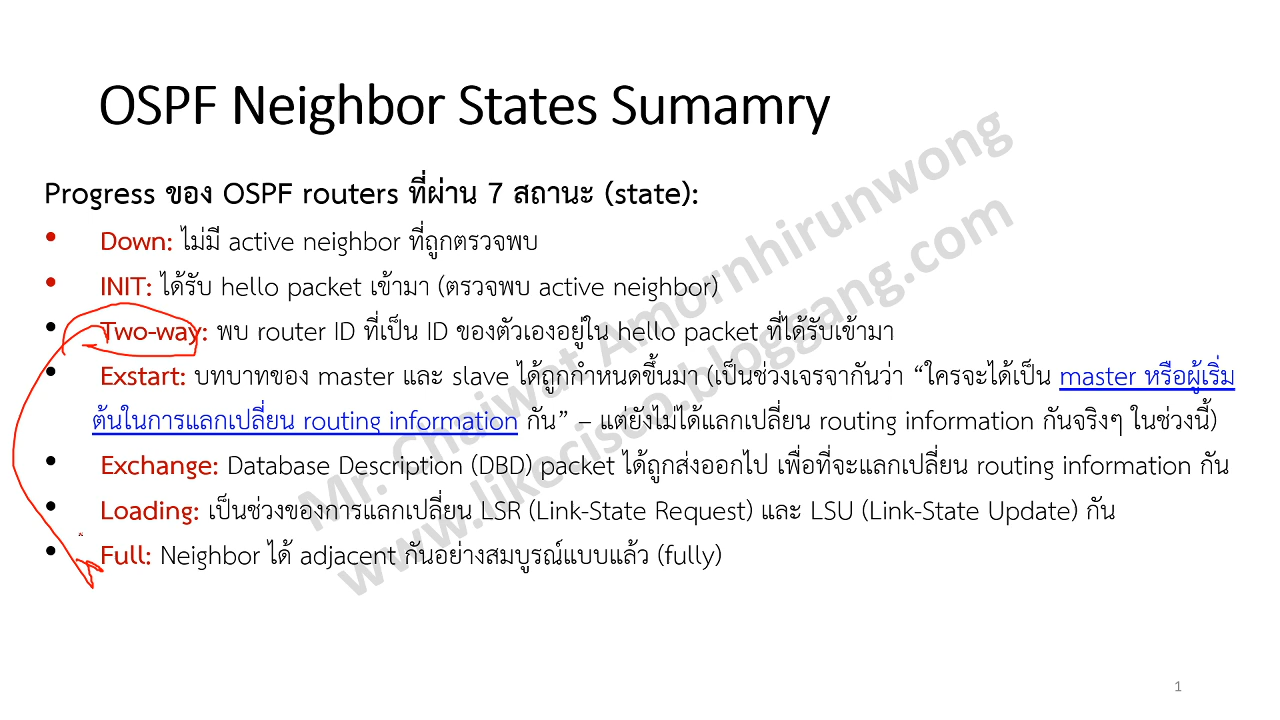 OSPF Neighbor States Sumamry
Progress ของ OSPF routers ที่ผ่าน 7 สถานะ (state):
• Down: ไม่มี active neighbor ที่ถูกตรวจพบ
• INIT: ได้รับ hello packet เข้ามา (ตรวจพบ active neighbor)
• Two-way: พบ router ID ที่เป็น ID ของตัวเองอยู่ใน hello packet ที่ได้รับเข้ามา
• Exstart: บทบาทของ master และ slave ได้ถูกกำหนดขึ้นมา (เป็นช่วงเจรจากันว่า “ใครจะได้เป็น master หรือผู้เริ่ม
ต้นในการแลกเปลี่ยน routing information กัน” – แต่ยังไม่ได้แลกเปลี่ยน routing information กันจริงๆ ในช่วงนี้)
• Exchange: Database Description (DBD) packet ได้ถูกส่งออกไป เพื่อที่จะแลกเปลี่ยน routing information กัน
• Loading: เป็นช่วงของการแลกเปลี่ยน LSR (Link-State Request) และ LSU (Link-State Update) กัน
• Full: Neighbor ได้ adjacent กันอย่างสมบูรณ์แบบแล้ว (fully)
Mr. Chaiwat Amornhirunwong
www.likecisco.bloggang.com
1